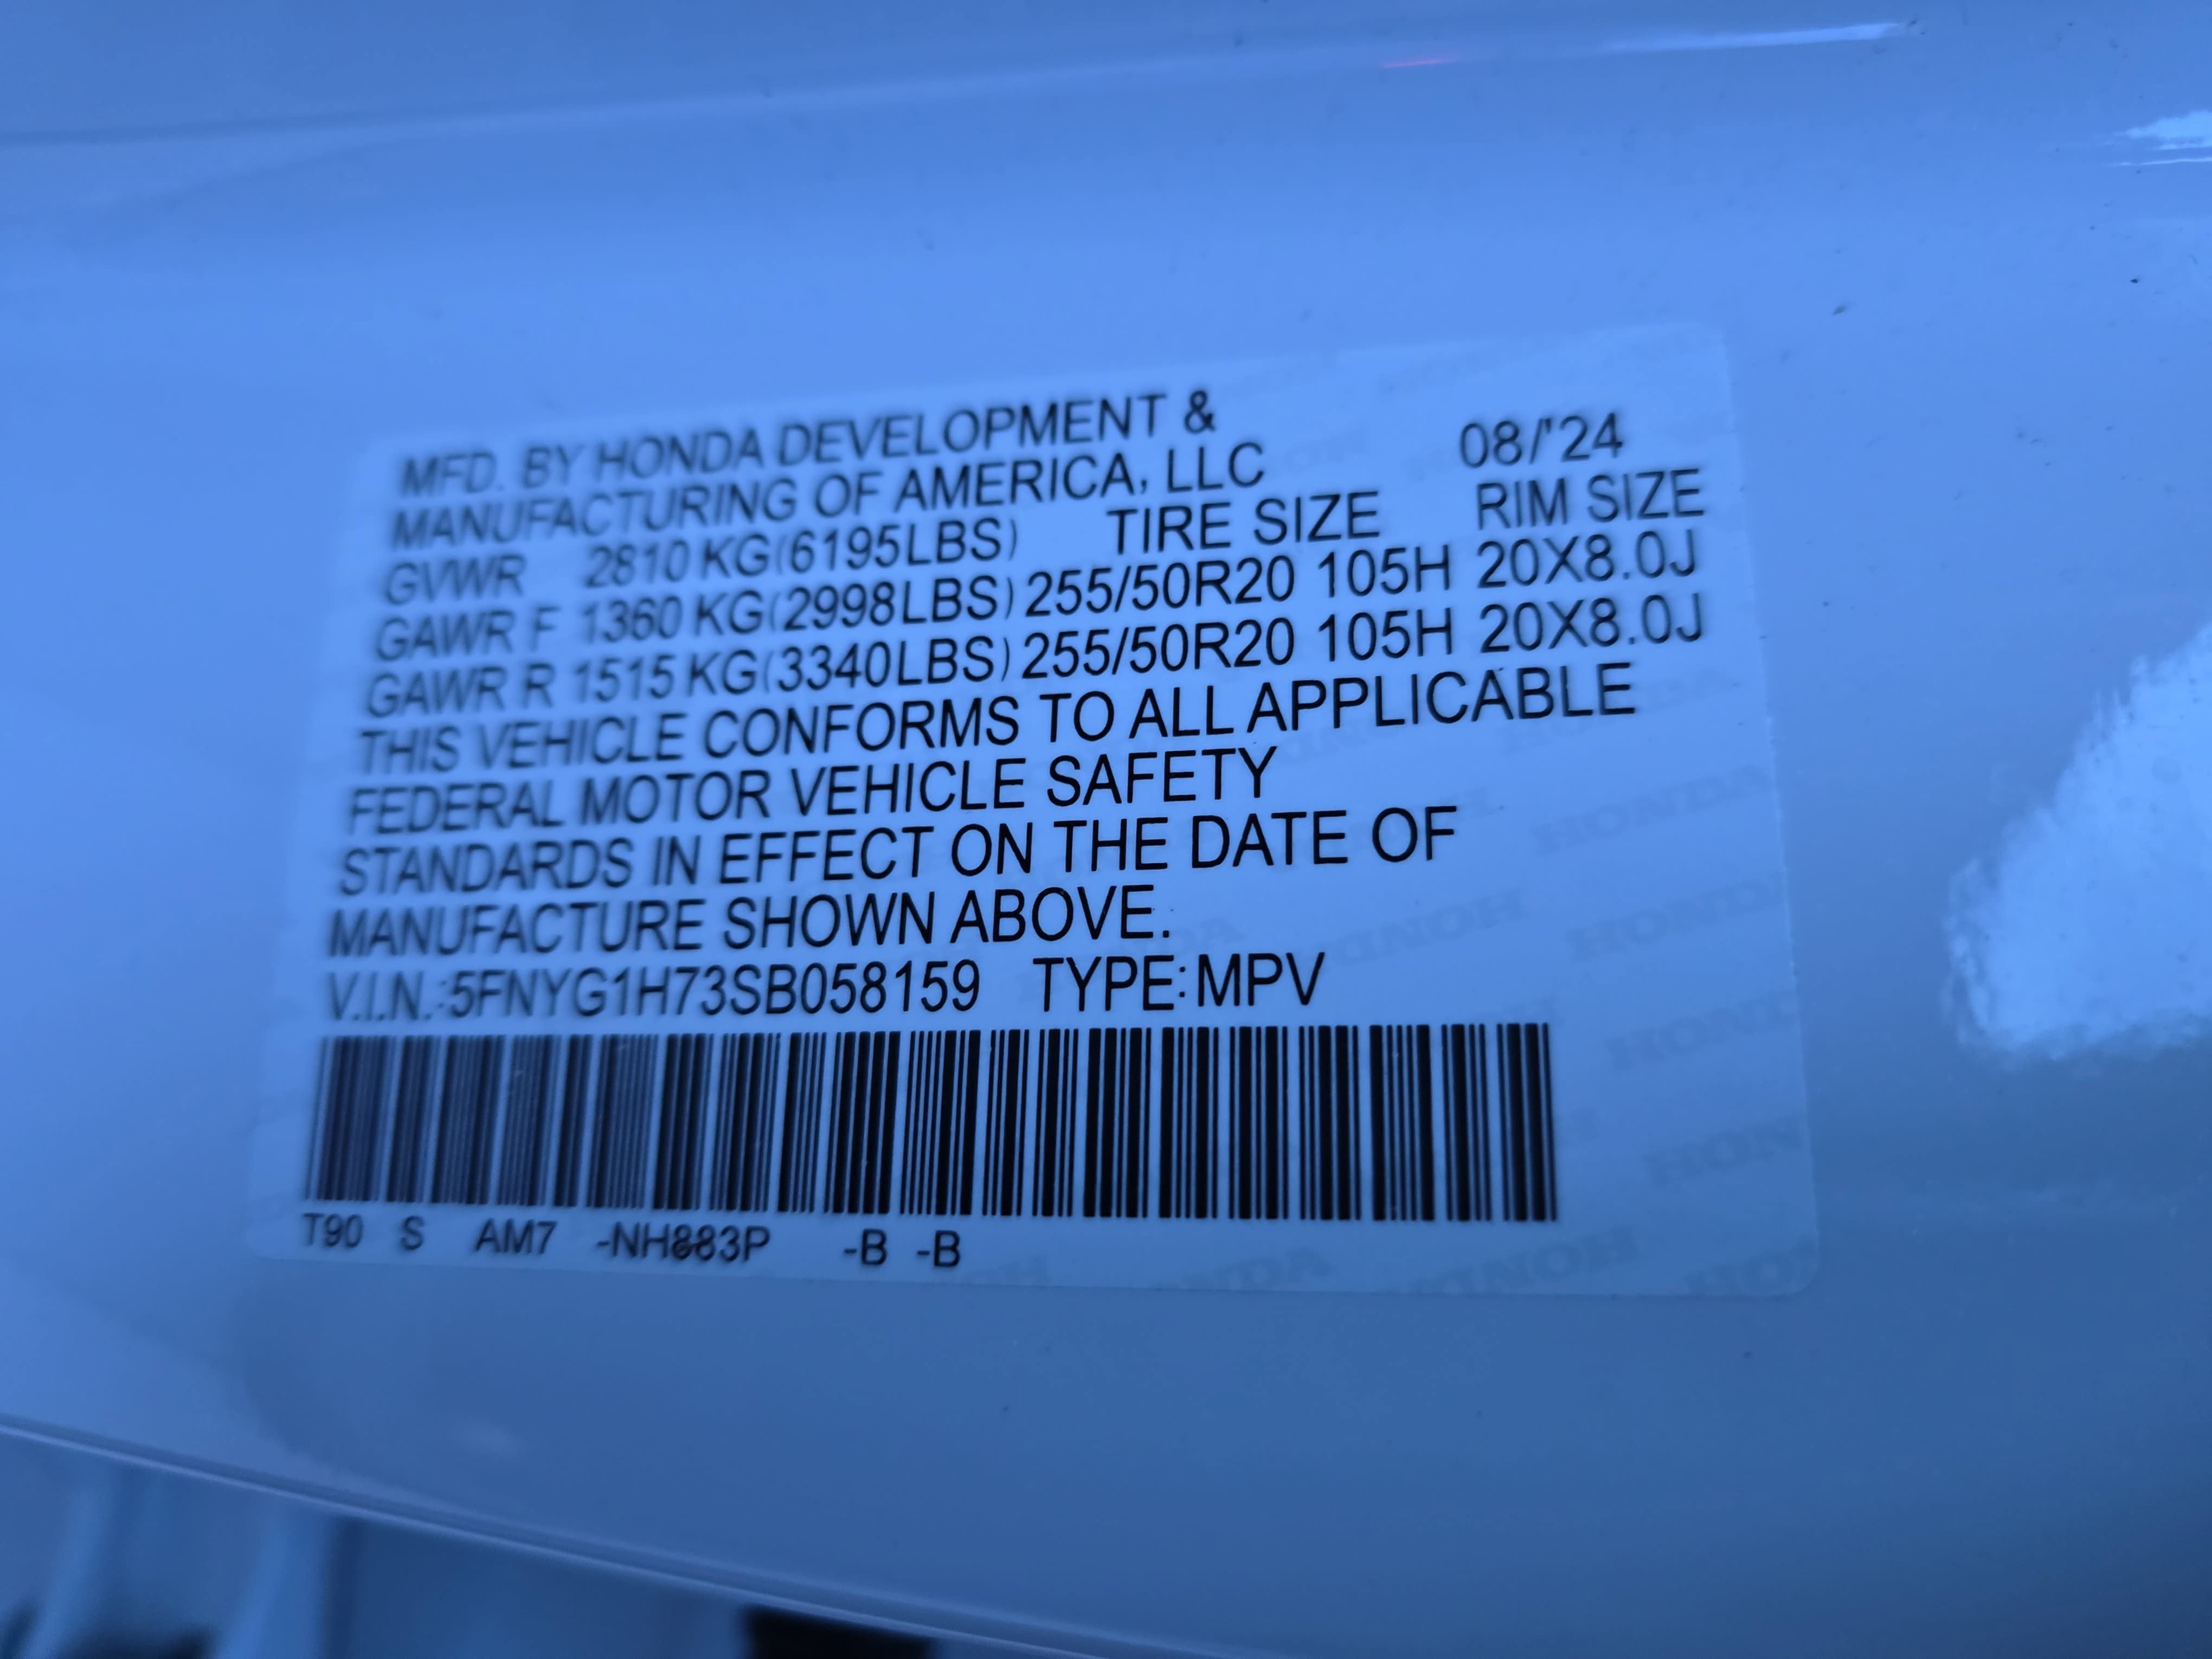 MFD. BY HONDA DEVELOPMENT &
MANUFACTURING OF AMERICA, LLC 08/'24
GVWR 2810 KG(6195LBS) TIRE SIZE RIM SIZE
GAWR F 1360 KG(2998LBS) 255/50R20 105H 20X8.0J
GAWR R 1515 KG(3340LBS) 255/50R20 105H 20X8.0J
THIS VEHICLE CONFORMS TO ALL APPLICABLE
FEDERAL MOTOR VEHICLE SAFETY
STANDARDS IN EFFECT ON THE DATE OF
MANUFACTURE SHOWN ABOVE.
V.I.N.:5FNYG1H73SB058159 TYPE:MPV
T90 S AM7 -NH883P -B -B